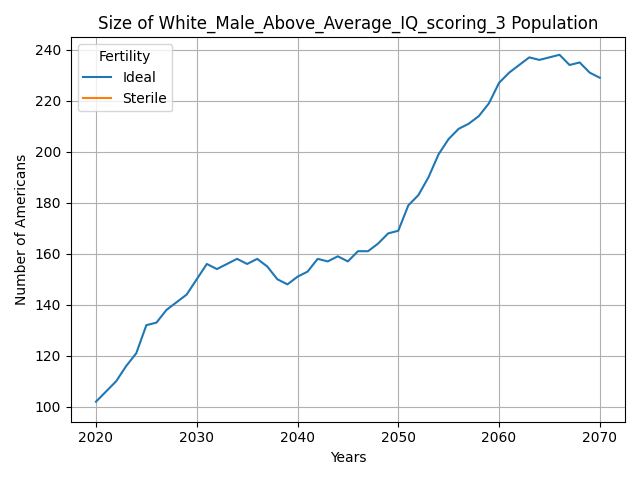 Size of White_Male_Above_Average_IQ_scoring_3 Population
Fertility
Ideal
Sterile
Number of Americans
240
220
200
180
160
140
120
100
2020 2030 2040 2050 2060 2070
Years